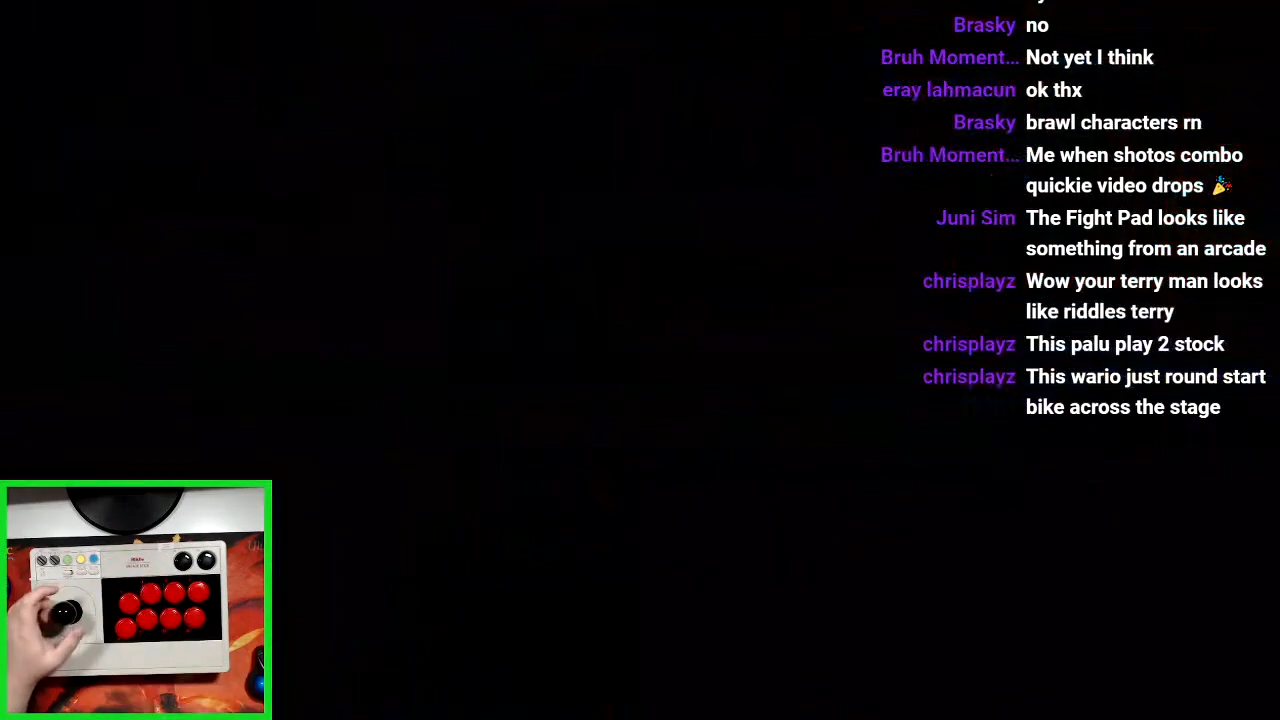 Brasky no
Bruh Moment... Not yet I think
eray lahmacun ok thx
Brasky brawl characters rn
Bruh Moment... Me when shotos combo
quickie video drops 🎉
Juni Sim The Fight Pad looks like
something from an arcade
chrisplayz Wow your terry man looks
like riddles terry
chrisplayz This palu play 2 stock
chrisplayz This wario just round start
bike across the stage